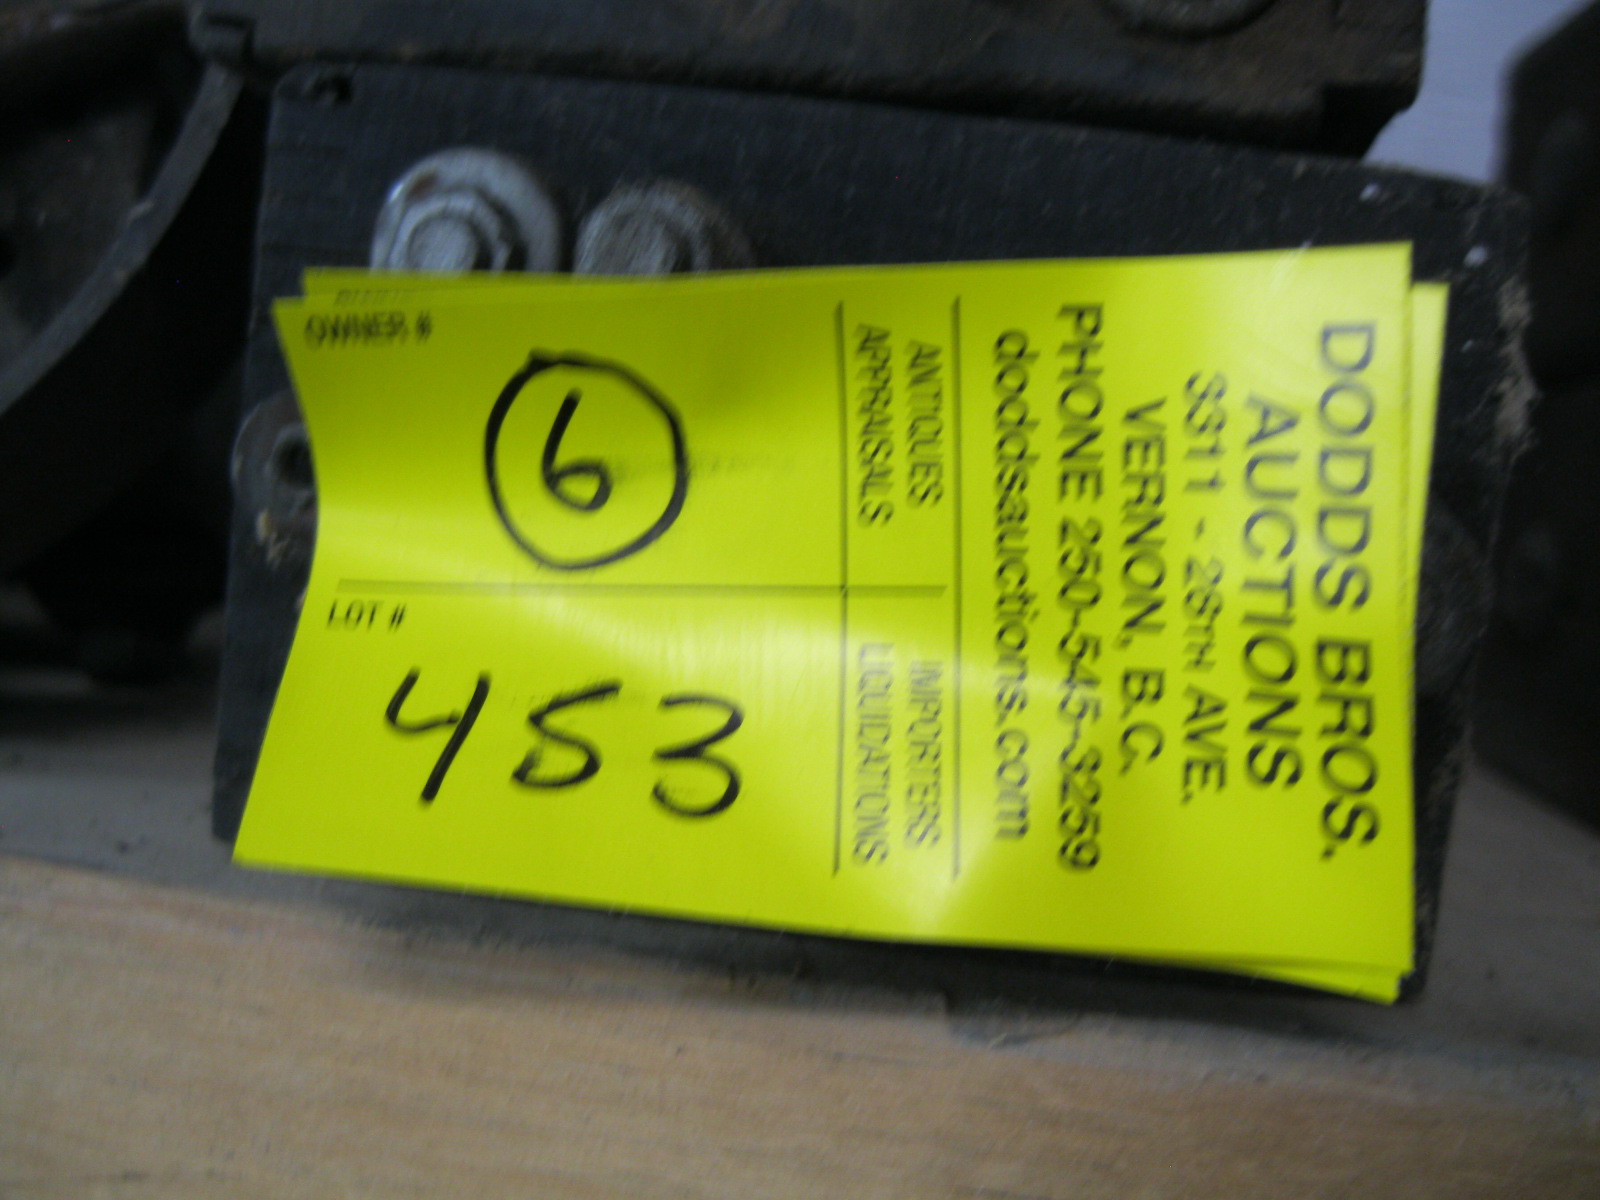 DODDS BROS.
AUCTIONS
3311 - 28TH AVE.
VERNON, B.C.
PHONE 250-545-3259
doddsauctions.com
ANTIQUES IMPORTERS
APPRAISALS LIQUIDATIONS
OWNER #
6
LOT #
453